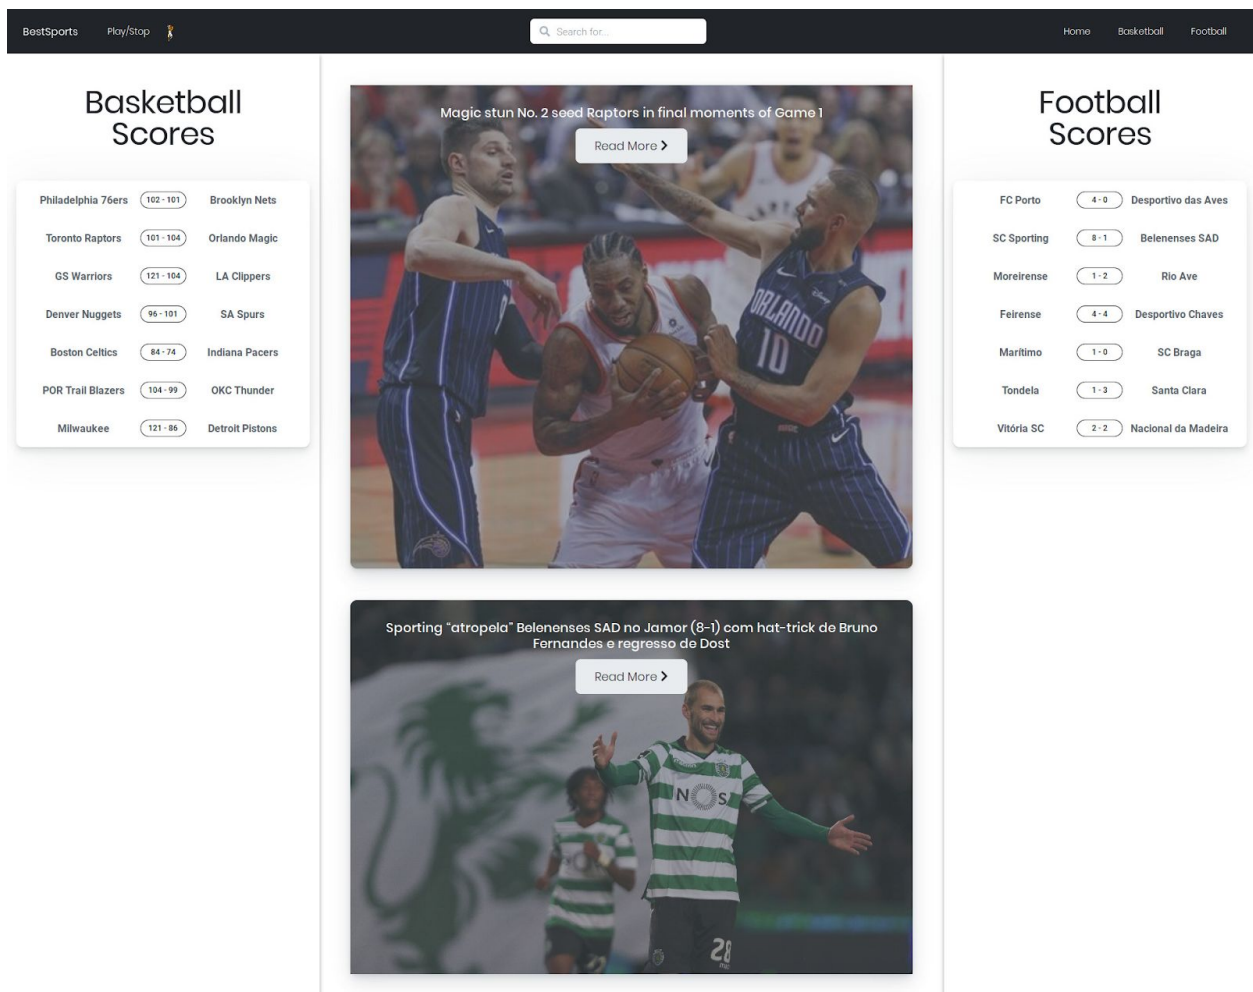 BestSports Play/Stop Search for... Home Basketball Football
Basketball
Scores
Philadelphia 76ers 102 - 101 Brooklyn Nets
Toronto Raptors 101 - 104 Orlando Magic
GS Warriors 121 - 104 LA Clippers
Denver Nuggets 96 - 101 SA Spurs
Boston Celtics 84 - 74 Indiana Pacers
POR Trail Blazers 104 - 99 OKC Thunder
Milwaukee 121 - 86 Detroit Pistons
Magic stun No. 2 seed Raptors in final moments of Game 1
Read More
ORLANDO
10
Sporting “atropela” Belenenses SAD no Jamor (8-1) com hat-trick de Bruno
Fernandes e regresso de Dost
Read More
NOS
28
Football
Scores
FC Porto 4 - 0 Desportivo das Aves
SC Sporting 8 - 1 Belenenses SAD
Moreirense 1 - 2 Rio Ave
Feirense 4 - 4 Desportivo Chaves
Marítimo 1 - 0 SC Braga
Tondela 1 - 3 Santa Clara
Vitória SC 2 - 2 Nacional da Madeira